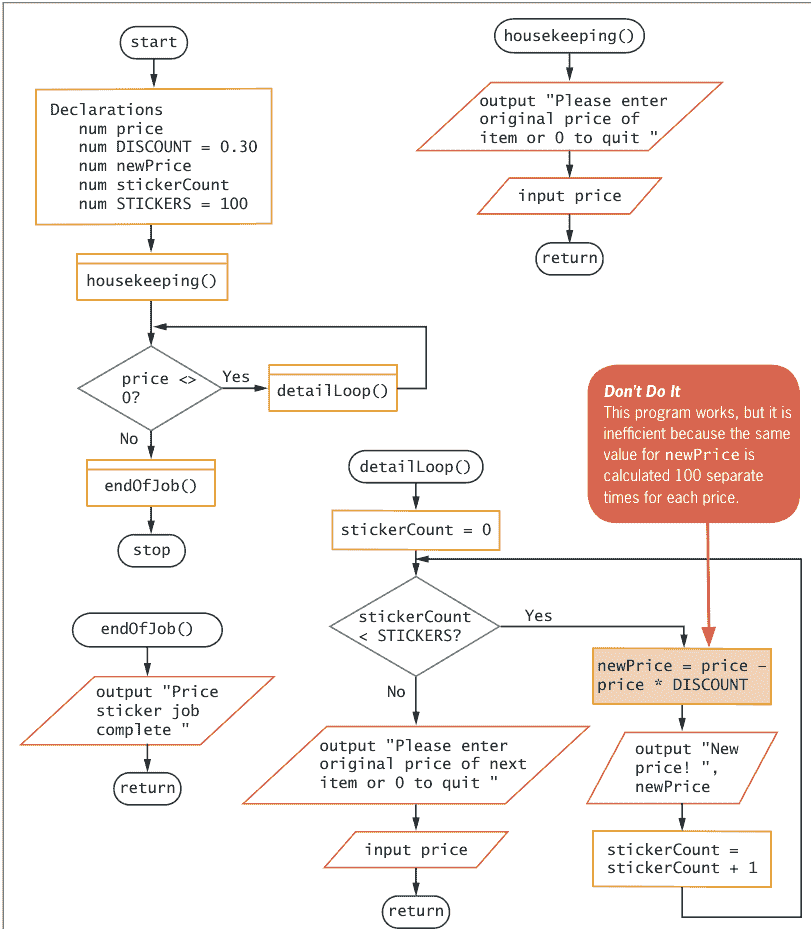 start
Declarations
num price
num DISCOUNT = 0.30
num newPrice
num stickerCount
num STICKERS = 100
housekeeping()
price <>
0?
Yes
detailLoop()
No
endOfJob()
stop
housekeeping()
output "Please enter
original price of
item or 0 to quit "
input price
return
endOfJob()
output "Price
sticker job
complete "
return
detailLoop()
stickerCount = 0
stickerCount
< STICKERS?
Yes
No
output "Please enter
original price of next
item or 0 to quit "
input price
return
Don't Do It
This program works, but it is
inefficient because the same
value for newPrice is
calculated 100 separate
times for each price.
newPrice = price –
price * DISCOUNT
output "New
price! ",
newPrice
stickerCount =
stickerCount + 1